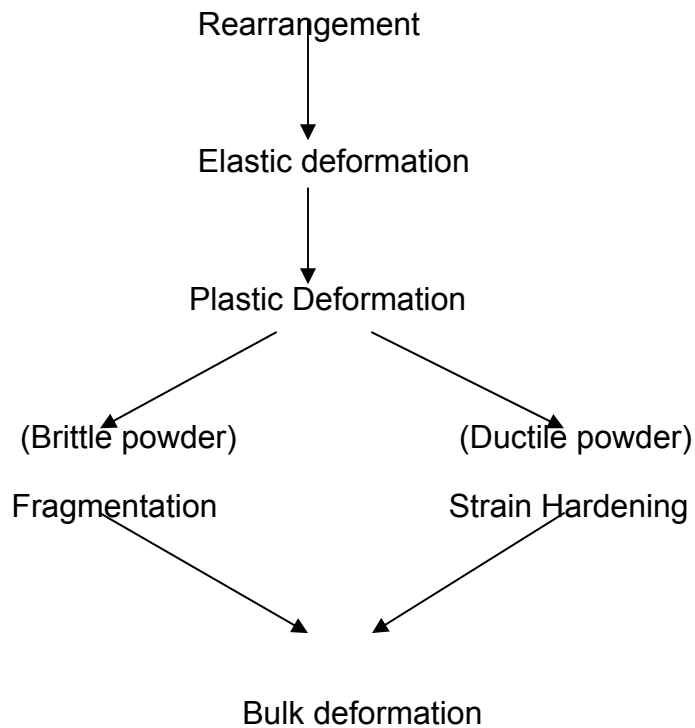 Rearrangement
Elastic deformation
Plastic Deformation
(Brittle powder)
(Ductile powder)
Fragmentation
Strain Hardening
Bulk deformation